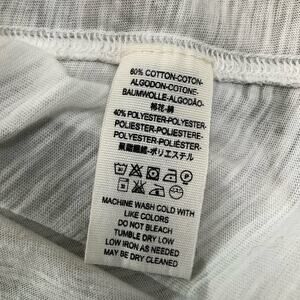 60% COTTON-COTON-
ALGODON-COTONE-
BAUMWOLLE-ALGODÃO-
棉花-綿
40% POLYESTER-POLYESTER-
POLIESTER-POLIESTERE-
POLYESTER-POLIÉSTER-
聚酯纖維-ポリエステル
MACHINE WASH COLD WITH
LIKE COLORS
DO NOT BLEACH
TUMBLE DRY LOW
LOW IRON AS NEEDED
MAY BE DRY CLEANED